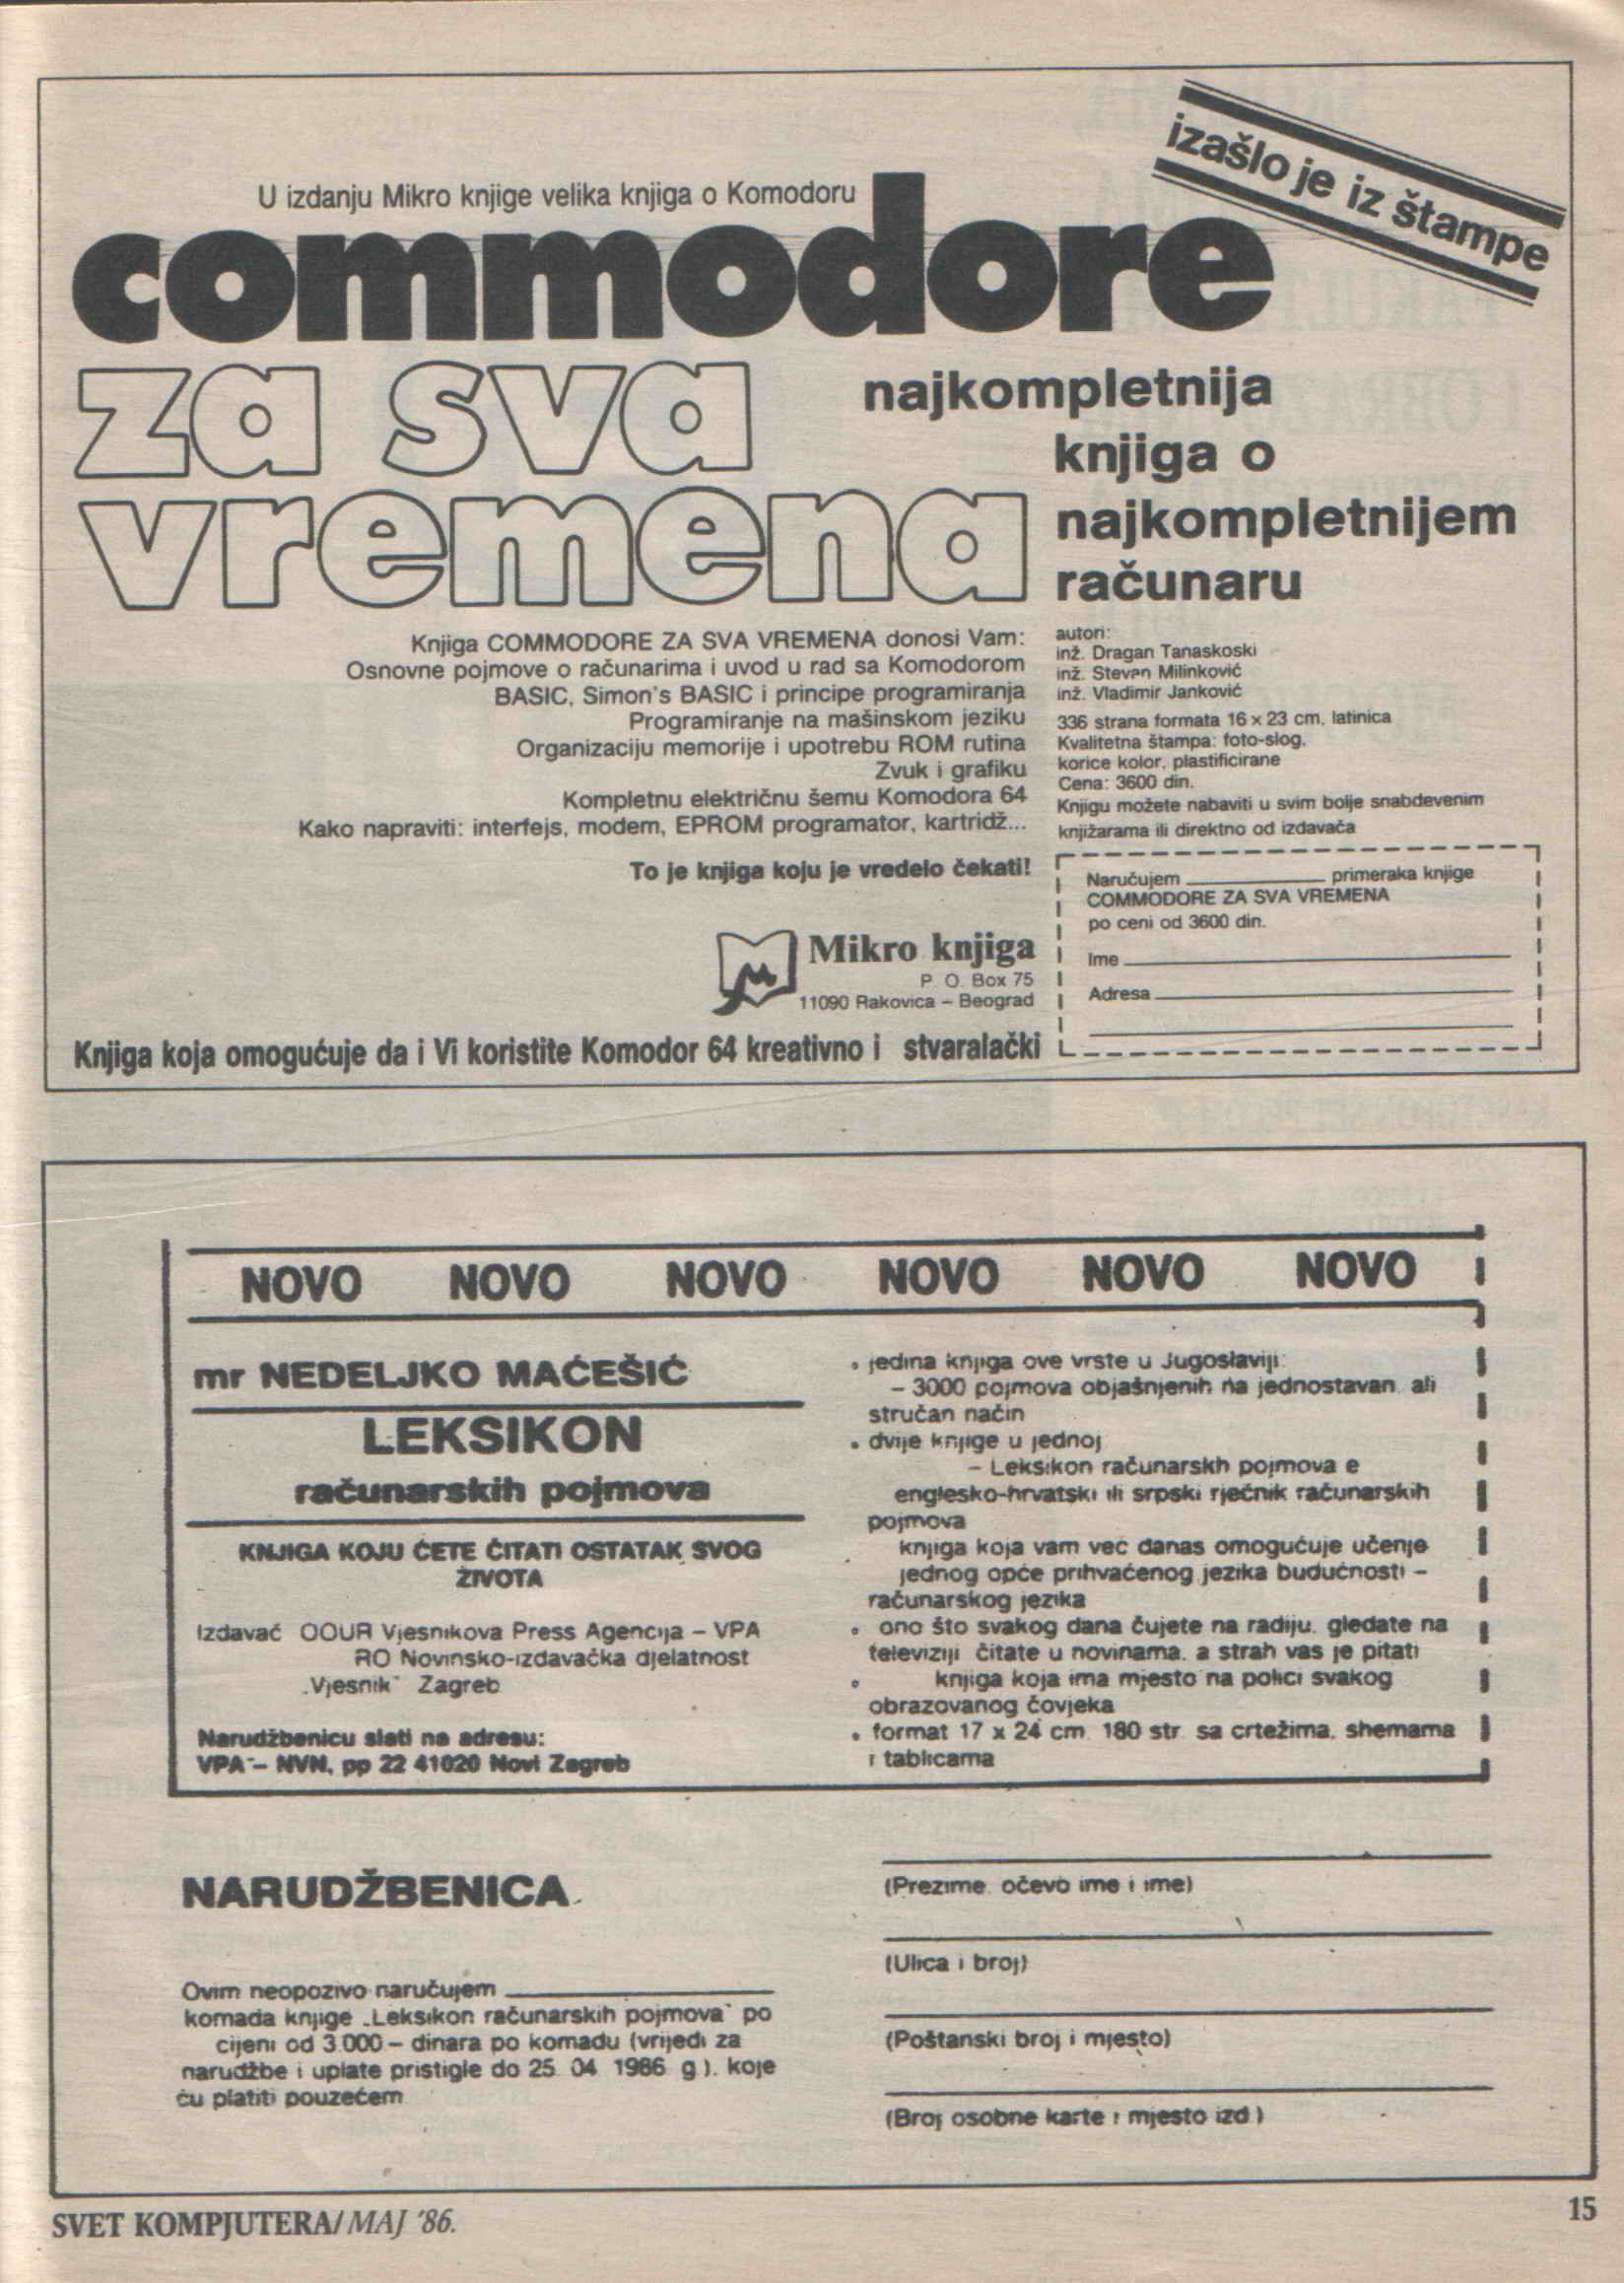 izašlo je iz štampe
U izdanju Mikro knjige velika knjiga o Komodoru
commodore
za sva
vremena
najkompletnija
knjiga o
najkompletnijem
računaru
Knjiga COMMODORE ZA SVA VREMENA donosi Vam:
Osnovne pojmove o računarima i uvod u rad sa Komodorom
BASIC, Simon's BASIC i principe programiranja
Programiranje na mašinskom jeziku
Organizaciju memorije i upotrebu ROM rutina
Zvuk i grafiku
Kompletnu električnu šemu Komodora 64
Kako napraviti: interfejs, modem, EPROM programator, kartridž...
To je knjiga koju je vredelo čekati!
Mikro knjiga
P. O. Box 75
11090 Rakovica – Beograd
Knjiga koja omogućuje da i Vi koristite Komodor 64 kreativno i stvaralački
autori:
inž. Dragan Tanaskoski
inž. Steven Milinković
inž. Vladimir Janković
336 strana formata 16 x 23 cm, latinica
Kvalitetna štampa: foto-slog,
korice kolor, plastificirane
Cena: 3600 din.
Knjigu možete nabaviti u svim bolje snabdevenim
knjižarama ili direktno od izdavača
Naručujem ______ primeraka knjige
COMMODORE ZA SVA VREMENA
po ceni od 3600 din.
Ime
Adresa
NOVO NOVO NOVO NOVO NOVO NOVO
mr NEDELJKO MAĆEŠIĆ
LEKSIKON
računarskih pojmova
KNJIGA KOJU ĆETE ČITATI OSTATAK SVOG
ŽIVOTA
Izdavač OOUR Vjesnikova Press Agencija – VPA
RO Novinsko-izdavačka djelatnost
„Vjesnik" Zagreb
Narudžbenicu slati na adresu:
VPA – NVN, pp 22 41020 Novi Zagreb
• jedina knjiga ove vrste u Jugoslaviji:
– 3000 pojmova objašnjenih na jednostavan ali
stručan način
• dvije knjige u jednoj
– Leksikon računarskh pojmova e
englesko-hrvatski ili srpski rječnik računarskih
pojmova
knjiga koja vam vec danas omogućuje učenje
jednog opće prihvaćenog jezika budućnosti –
računarskog jezika
• ono što svakog dana čujete na radiju, gledate na
televiziji čitate u novinama, a strah vas je pitati
• knjiga koja ima mjesto na polici svakog
obrazovanog čovjeka
• format 17 x 24 cm 180 str. sa crtežima, shemama
i tablicama
NARUDŽBENICA
Ovim neopozivo naručujem
komada knjige „Leksikon računarskih pojmova" po
cijeni od 3.000 – dinara po komadu (vrijedi za
narudžbe i uplate pristigle do 25. 04. 1986. g.), koje
ću platiti pouzećem
(Prezime, očevo ime i ime)
(Ulica i broj)
(Poštanski broj i mjesto)
(Broj osobne karte i mjesto izd.)
SVET KOMPJUTERA/ MAJ '86.
15